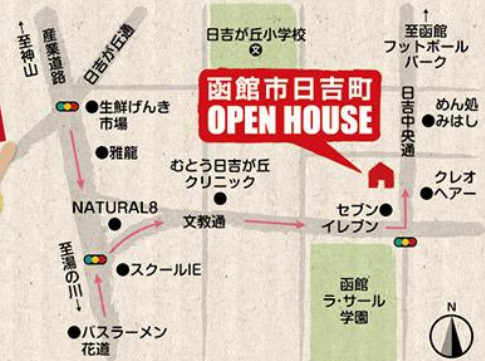 ↑至神山
産業道路
日吉が丘通
日吉が丘小学校
文
↑
至函館
フットボール
パーク
函館市日吉町
OPEN HOUSE
日吉中央通
めん処
みはし
生鮮げんき
市場
雅龍
むとう日吉が丘
クリニック
クレオ
ヘアー
NATURAL8
文教通
セブン
イレブン
至湯の川↓
スクールIE
函館
ラ・サール
学園
バスラーメン
花道
N